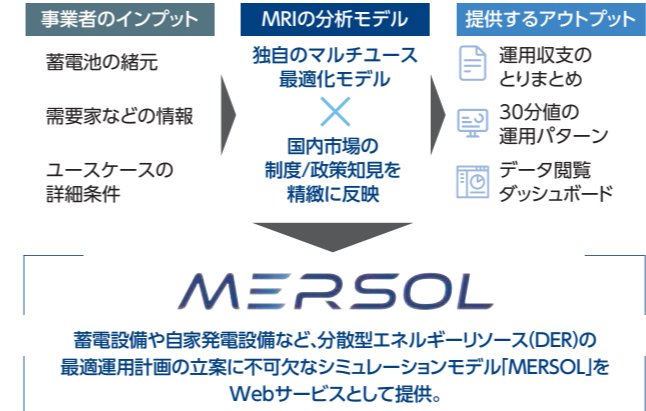 事業者のインプット
蓄電池の緒元
需要家などの情報
ユースケースの
詳細条件
MRIの分析モデル
独自のマルチユース
最適化モデル
×
国内市場の
制度/政策知見を
精緻に反映
提供するアウトプット
運用収支の
とりまとめ
30分値の
運用パターン
データ閲覧
ダッシュボード
MERSOL
蓄電設備や自家発電設備など、分散型エネルギーリソース(DER)の
最適運用計画の立案に不可欠なシミュレーションモデル「MERSOL」を
Webサービスとして提供。